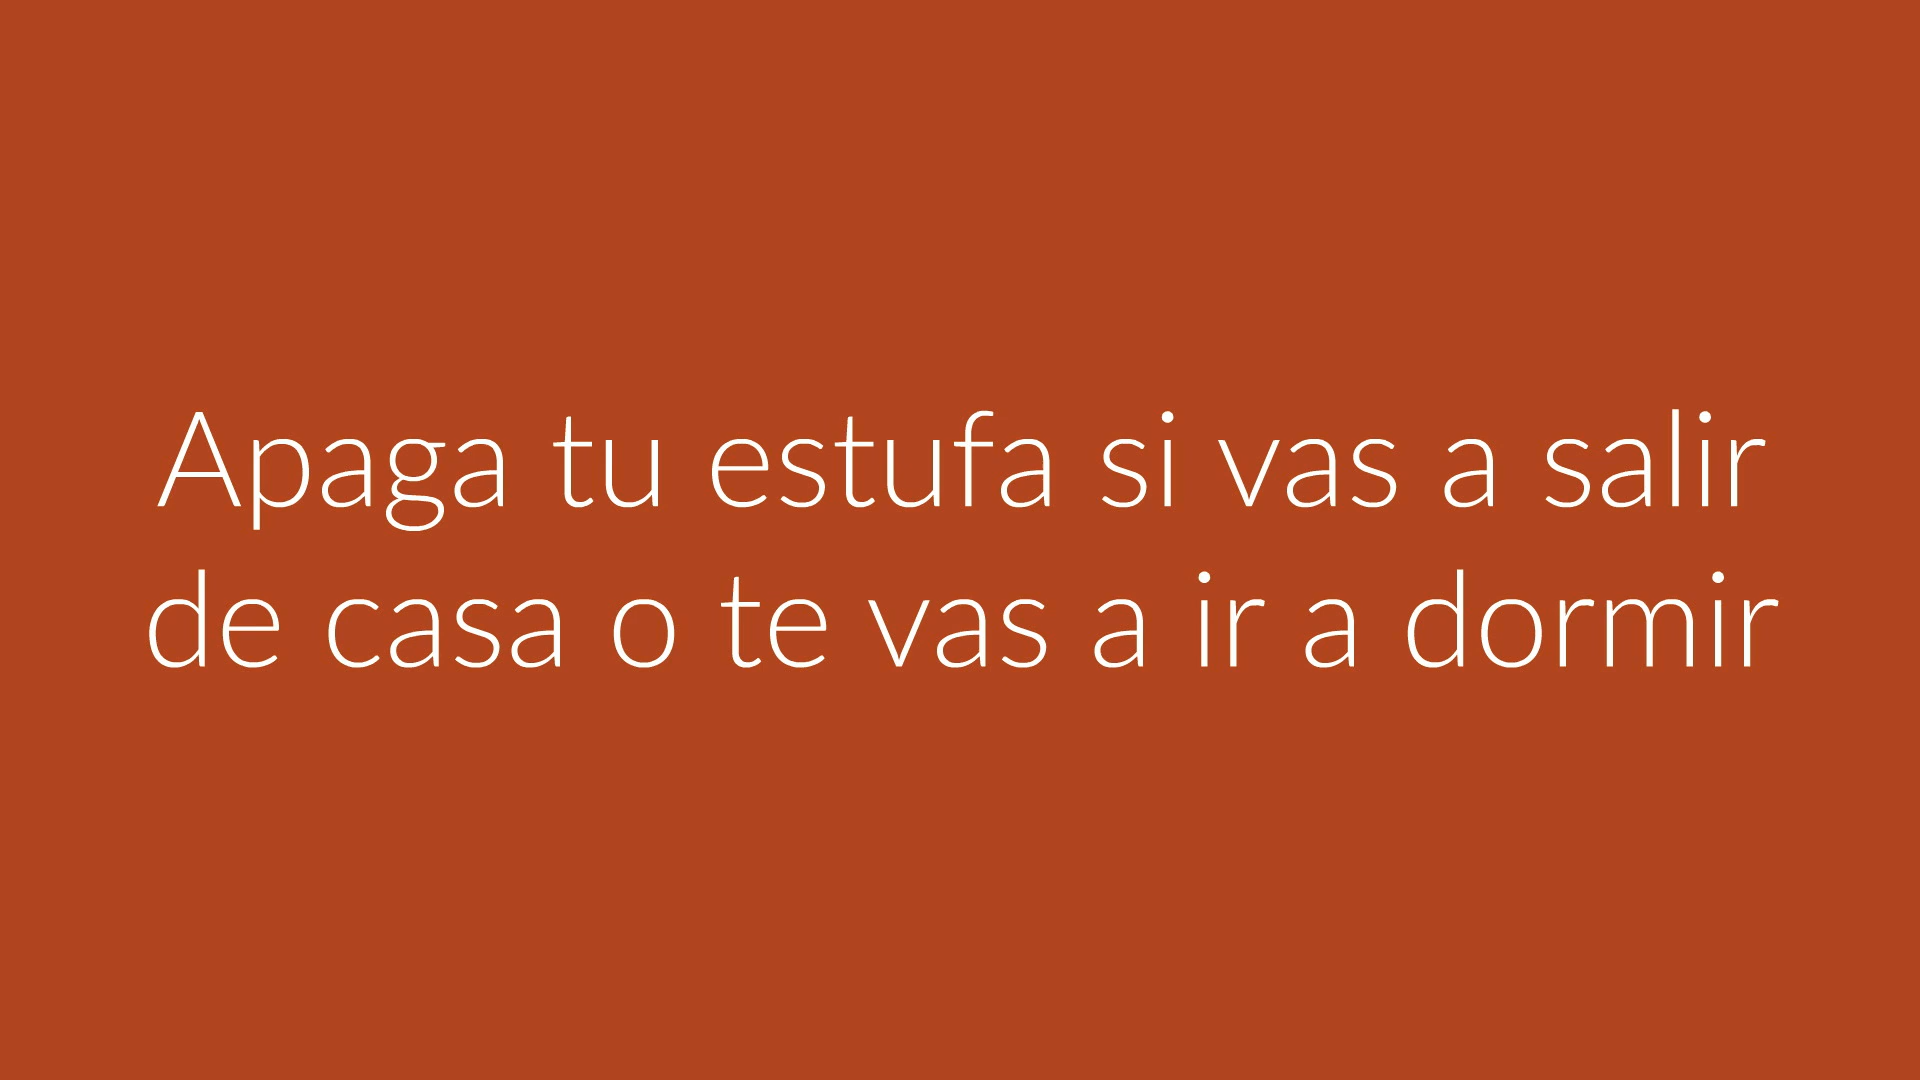 Apaga tu estufa si vas a salir
de casa o te vas a ir a dormir